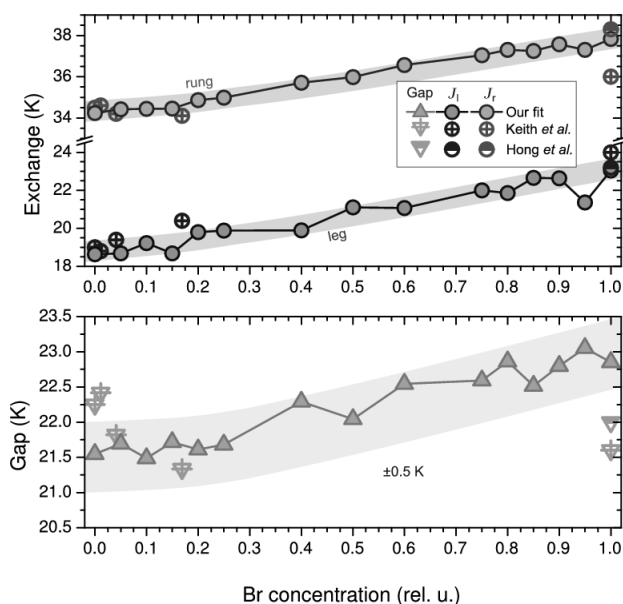 38
36
34
24
22
20
18
Exchange (K)
rung
leg
Gap J_l J_r
Our fit
Keith et al.
Hong et al.
0.0 0.1 0.2 0.3 0.4 0.5 0.6 0.7 0.8 0.9 1.0
23.5
23.0
22.5
22.0
21.5
21.0
20.5
Gap (K)
±0.5 K
0.0 0.1 0.2 0.3 0.4 0.5 0.6 0.7 0.8 0.9 1.0
Br concentration (rel. u.)